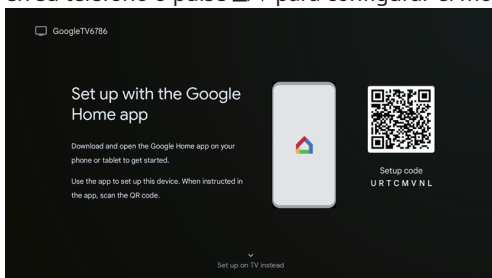 GoogleTV6786
Set up with the Google
Home app
Download and open the Google Home app on your
phone or tablet to get started.
Use the app to set up this device. When instructed in
the app, scan the QR code.
Setup code
URTCMVNL
Set up on TV instead